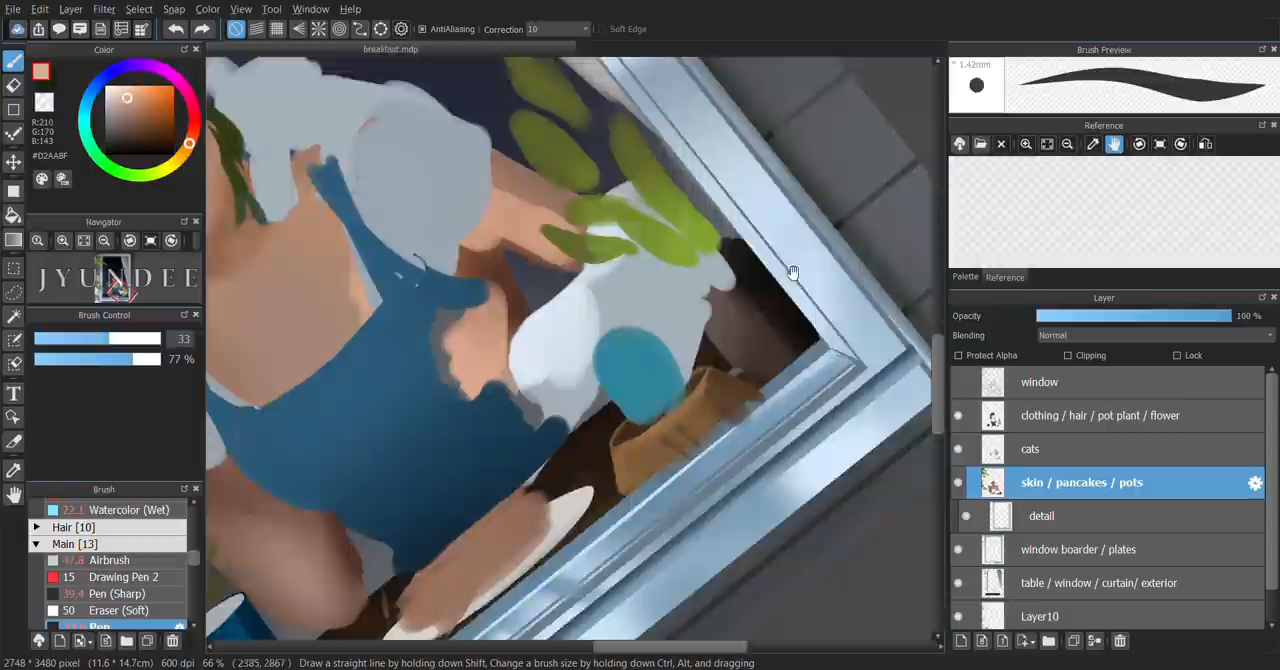 File Edit Layer Filter Select Snap Color View Tool Window Help
AntiAliasing Correction 10 Soft Edge
Color
breakfast.mdp
Brush Preview
1.42mm
R:210
G:170
B:143
#D2AA8F
Reference
Navigator
JYUNDEE
Palette Reference
Layer
Brush Control
Opacity 100 %
33
Blending Normal
77 %
Protect Alpha Clipping Lock
window
clothing / hair / pot plant / flower
cats
skin / pancakes / pots
Brush
22.1 Watercolor (Wet)
detail
Hair [10]
Main [13]
window boarder / plates
47.8 Airbrush
15 Drawing Pen 2
table / window / curtain/ exterior
39.4 Pen (Sharp)
50 Eraser (Soft)
Layer10
Pen
2748 * 3480 pixel (11.6 * 14.7cm) 600 dpi 66 % ( 2385, 2867 ) Draw a straight line by holding down Shift, Change a brush size by holding down Ctrl, Alt, and dragging